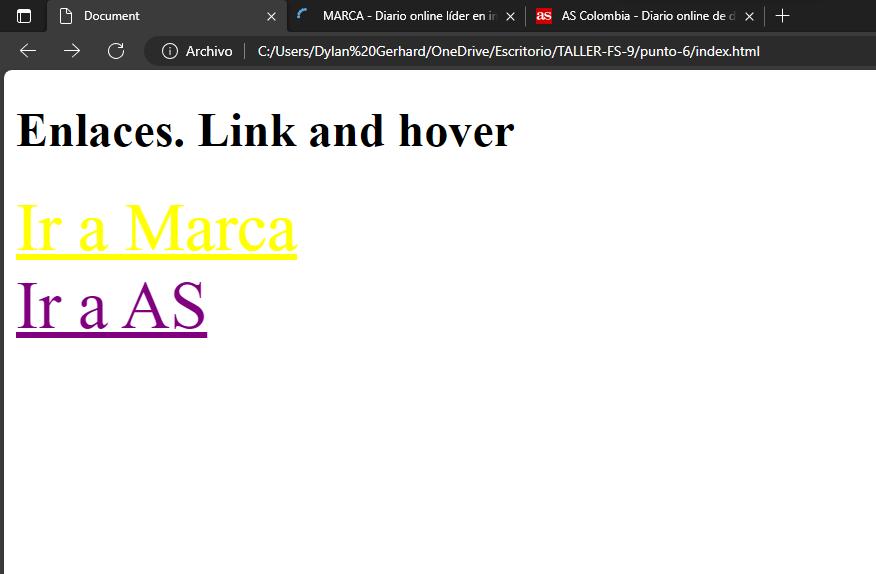 Document
MARCA - Diario online líder en in
as AS Colombia - Diario online de d
Archivo
C:/Users/Dylan%20Gerhard/OneDrive/Escritorio/TALLER-FS-9/punto-6/index.html
Enlaces. Link and hover
Ir a Marca
Ir a AS